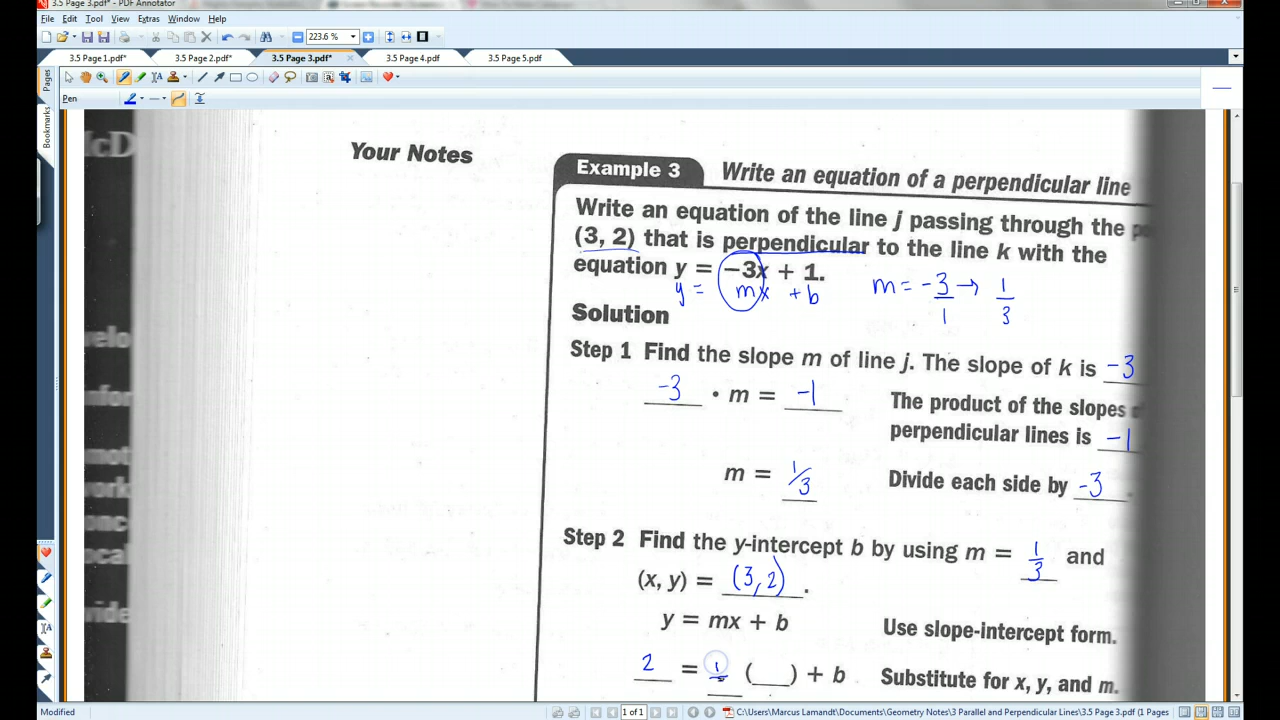 3.5 Page 3.pdf* - PDF Annotator
File Edit Tool View Extras Window Help
223.6 %
3.5 Page 1.pdf* 3.5 Page 2.pdf* 3.5 Page 3.pdf* 3.5 Page 4.pdf 3.5 Page 5.pdf
Pen
Pages
Bookmarks
McD
Your Notes
Example 3 Write an equation of a perpendicular line
Write an equation of the line j passing through the
(3, 2) that is perpendicular to the line k with the
equation y = -3x + 1.
y = mx + b m = -3/1 → 1/3
Solution
Step 1 Find the slope m of line j. The slope of k is -3
-3 • m = -1 The product of the slopes
perpendicular lines is -1
m = 1/3 Divide each side by -3.
Step 2 Find the y-intercept b by using m = 1/3 and
(x, y) = (3, 2).
y = mx + b Use slope-intercept form.
2 = 1 (___) + b Substitute for x, y, and m.
Modified 1 of 1 C:\Users\Marcus Lamandt\Documents\Geometry Notes\3 Parallel and Perpendicular Lines\3.5 Page 3.pdf (1 Pages